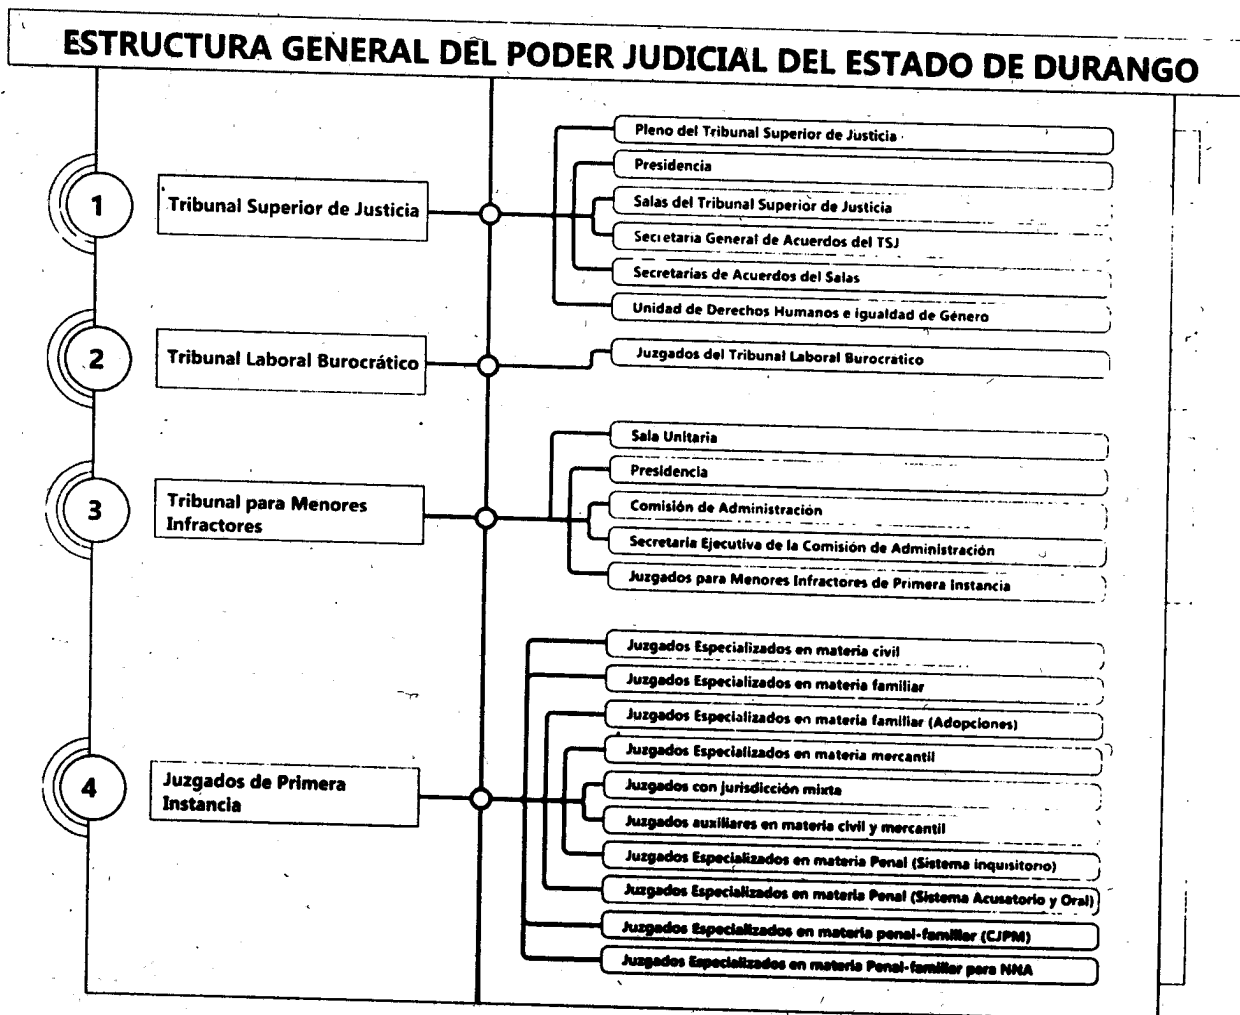 ESTRUCTURA GENERAL DEL PODER JUDICIAL DEL ESTADO DE DURANGO
1
Tribunal Superior de Justicia
Pleno del Tribunal Superior de Justicia
Presidencia
Salas del Tribunal Superior de Justicia
Secretaría General de Acuerdos del TSJ
Secretarías de Acuerdos del Salas
Unidad de Derechos Humanos e igualdad de Género
2
Tribunal Laboral Burocrático
Juzgados del Tribunal Laboral Burocrático
3
Tribunal para Menores
Infractores
Sala Unitaria
Presidencia
Comisión de Administración
Secretaría Ejecutiva de la Comisión de Administración
Juzgados para Menores Infractores de Primera Instancia
4
Juzgados de Primera
Instancia
Juzgados Especializados en materia civil
Juzgados Especializados en materia familiar
Juzgados Especializados en materia familiar (Adopciones)
Juzgados Especializados en materia mercantil
Juzgados con jurisdicción mixta
Juzgados auxiliares en materia civil y mercantil
Juzgados Especializados en materia Penal (Sistema inquisitorio)
Juzgados Especializados en materia Penal (Sistema Acusatorio y Oral)
Juzgados Especializados en materia penal-familiar (CJPM)
Juzgados Especializados en materia Penal-familiar para NNA